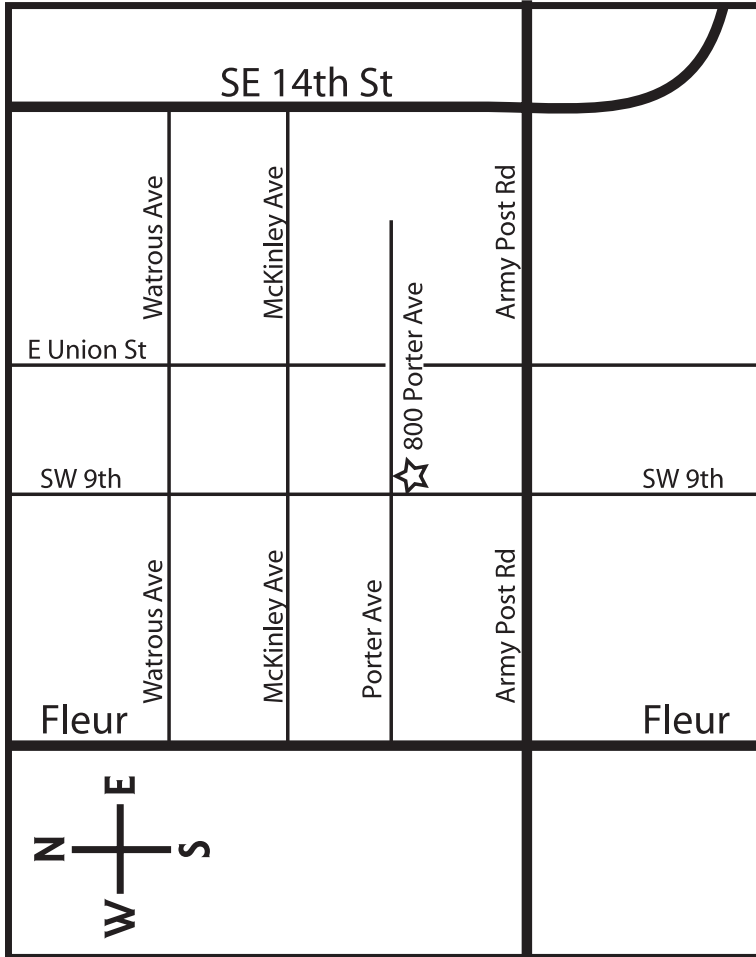 SE 14th St
Watrous Ave
McKinley Ave
Army Post Rd
800 Porter Ave
E Union St
SW 9th
SW 9th
Watrous Ave
McKinley Ave
Porter Ave
Army Post Rd
Fleur
Fleur
E
N
S
W